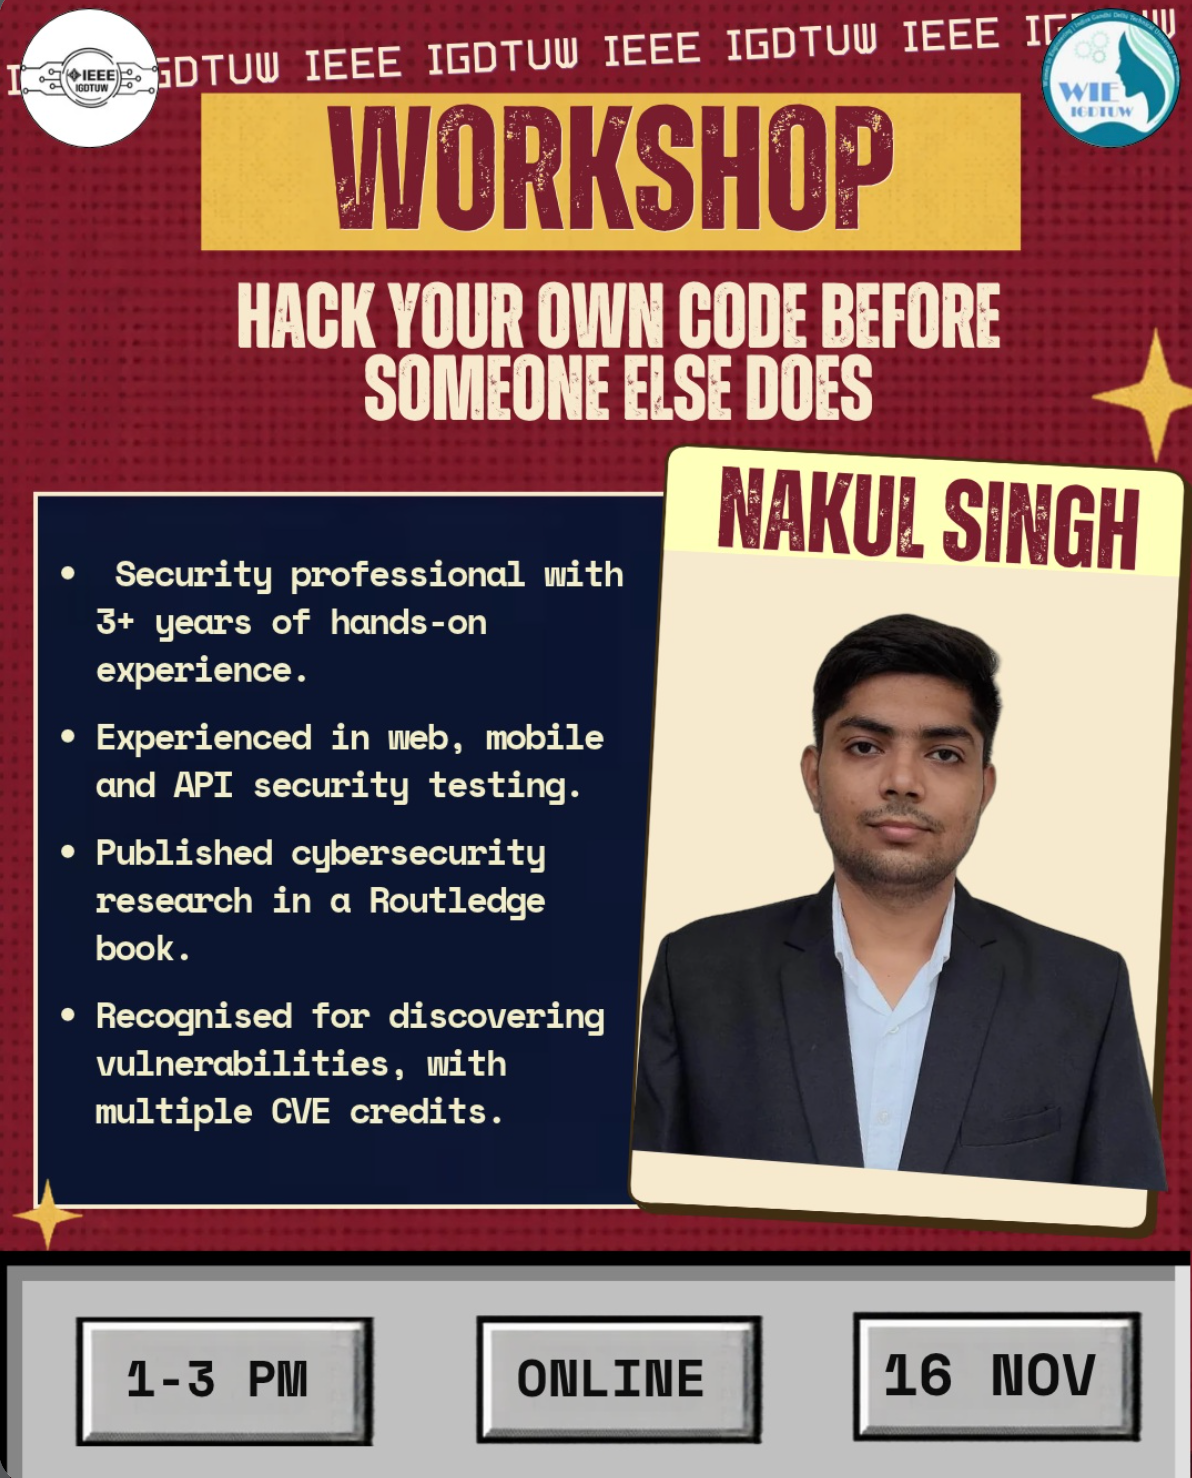 IGDTUW IEEE IGDTUW IEEE IGDTUW IEEE
IEEE
IGDTUW
WIE
IGDTUW
WORKSHOP
HACK YOUR OWN CODE BEFORE
SOMEONE ELSE DOES
NAKUL SINGH
• Security professional with
3+ years of hands-on
experience.
• Experienced in web, mobile
and API security testing.
• Published cybersecurity
research in a Routledge
book.
• Recognised for discovering
vulnerabilities, with
multiple CVE credits.
1-3 PM
ONLINE
16 NOV